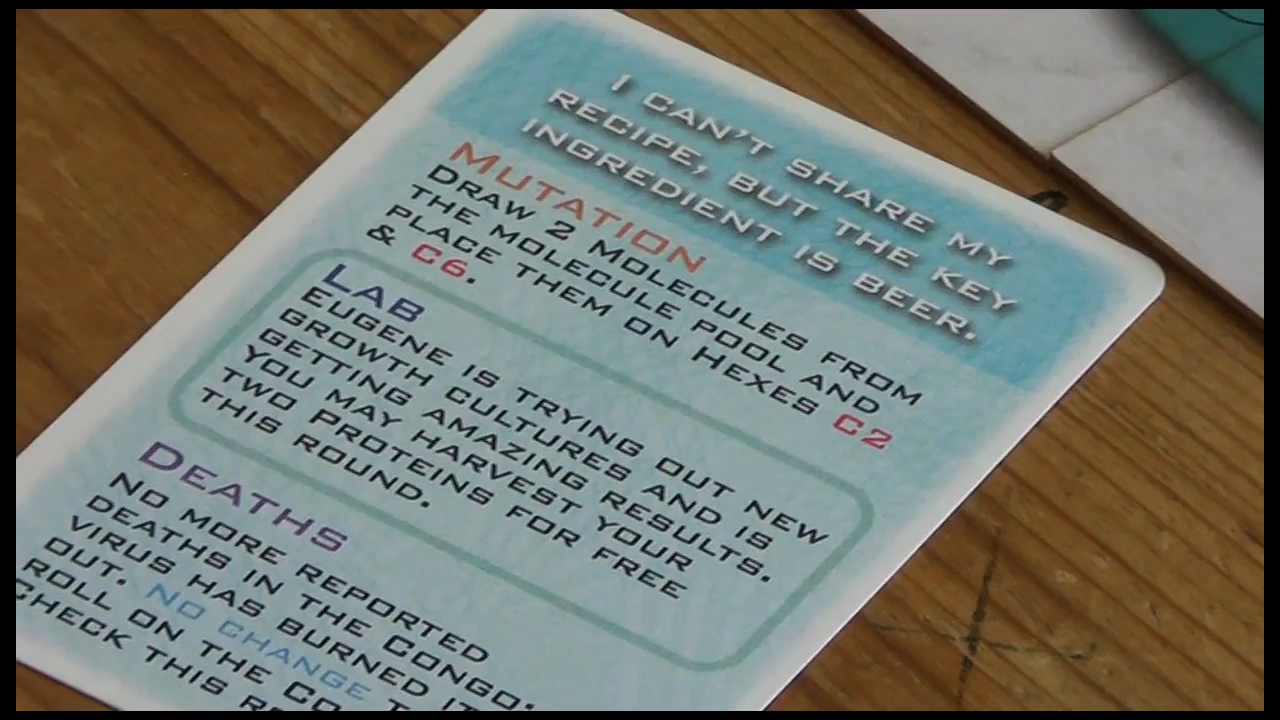 I CAN'T SHARE MY
RECIPE, BUT THE KEY
INGREDIENT IS BEER.
MUTATION
DRAW 2 MOLECULES FROM
THE MOLECULE POOL AND
PLACE THEM ON HEXES C2
& C6.
LAB
EUGENE IS TRYING OUT NEW
GROWTH CULTURES AND IS
GETTING AMAZING RESULTS.
YOU MAY HARVEST YOUR
TWO PROTEINS FOR FREE
THIS ROUND.
DEATHS
NO MORE REPORTED
DEATHS IN THE CONGO.
VIRUS HAS BURNED IT
OUT. NO CHANGE
ROLL ON THE
CHECK THIS